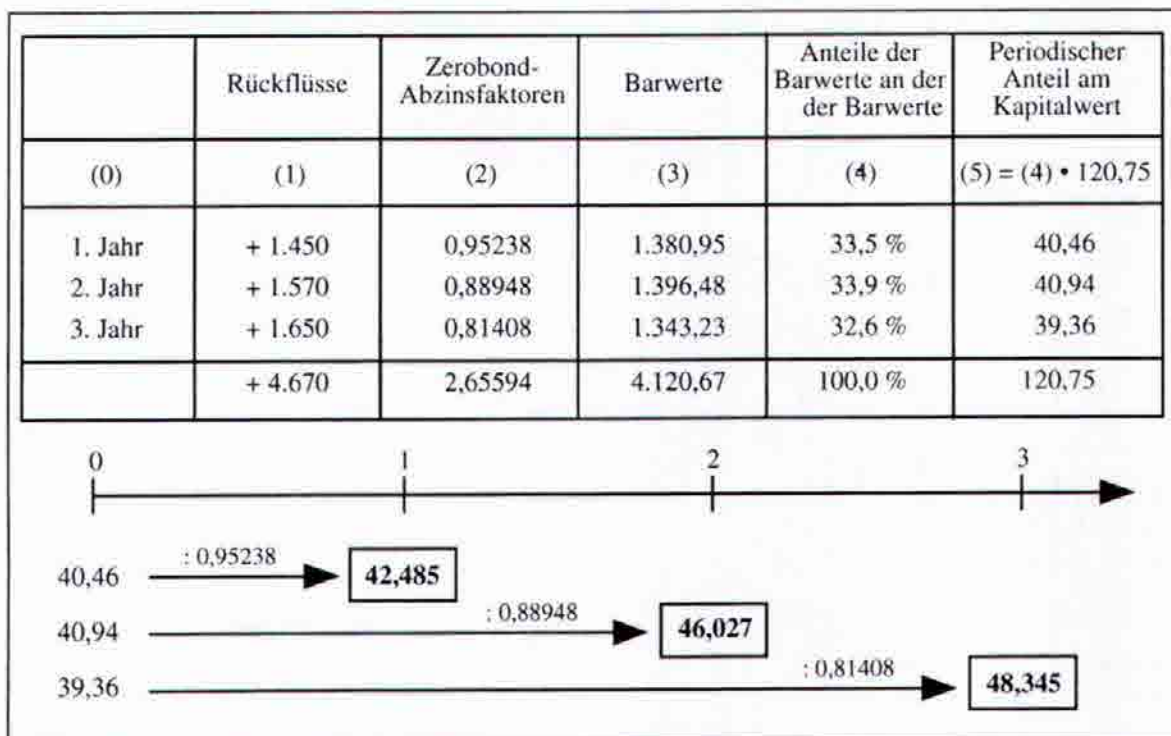 Rückflüsse
Zerobond-
Abzinsfaktoren
Barwerte
Anteile der
Barwerte an der
der Barwerte
Periodischer
Anteil am
Kapitalwert
(0) (1) (2) (3) (4) (5) = (4) • 120,75
1. Jahr + 1.450 0,95238 1.380,95 33,5 % 40,46
2. Jahr + 1.570 0,88948 1.396,48 33,9 % 40,94
3. Jahr + 1.650 0,81408 1.343,23 32,6 % 39,36
+ 4.670 2,65594 4.120,67 100,0 % 120,75
0 1 2 3
40,46 : 0,95238 42,485
40,94 : 0,88948 46,027
39,36 : 0,81408 48,345